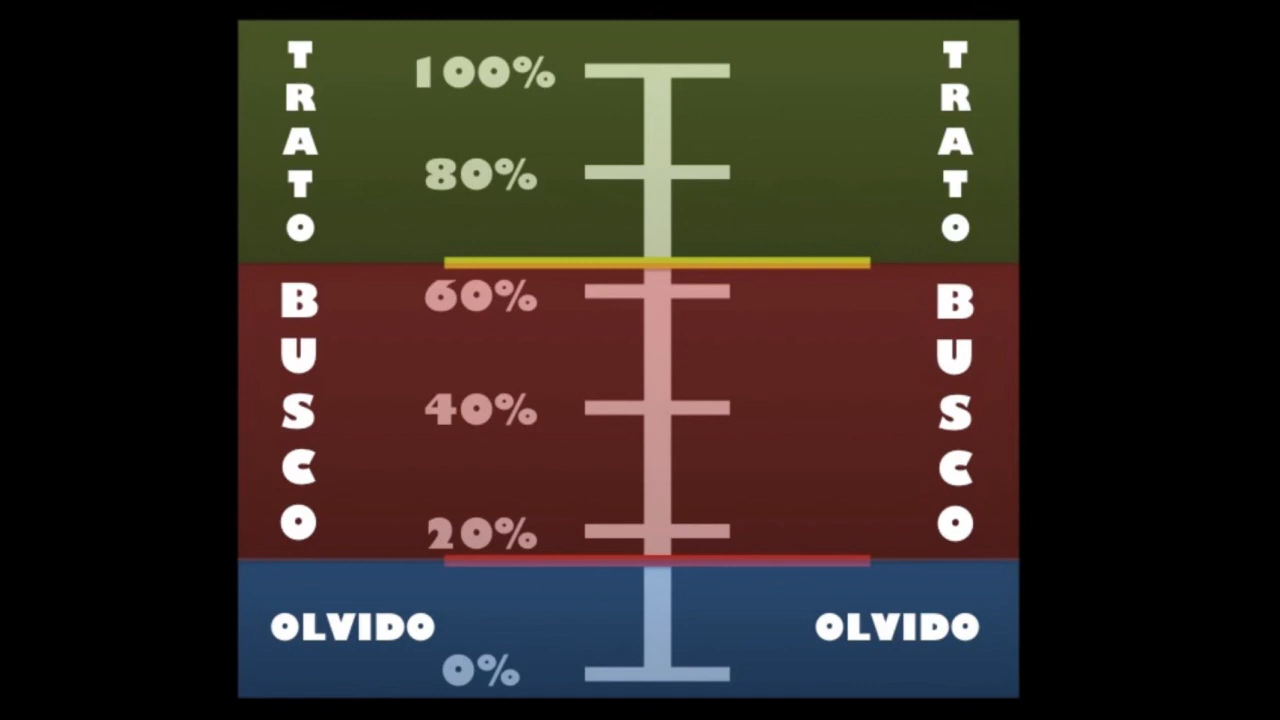 TRATO
100%
80%
TRATO
BUSCO
60%
40%
20%
BUSCO
OLVIDO
0%
OLVIDO